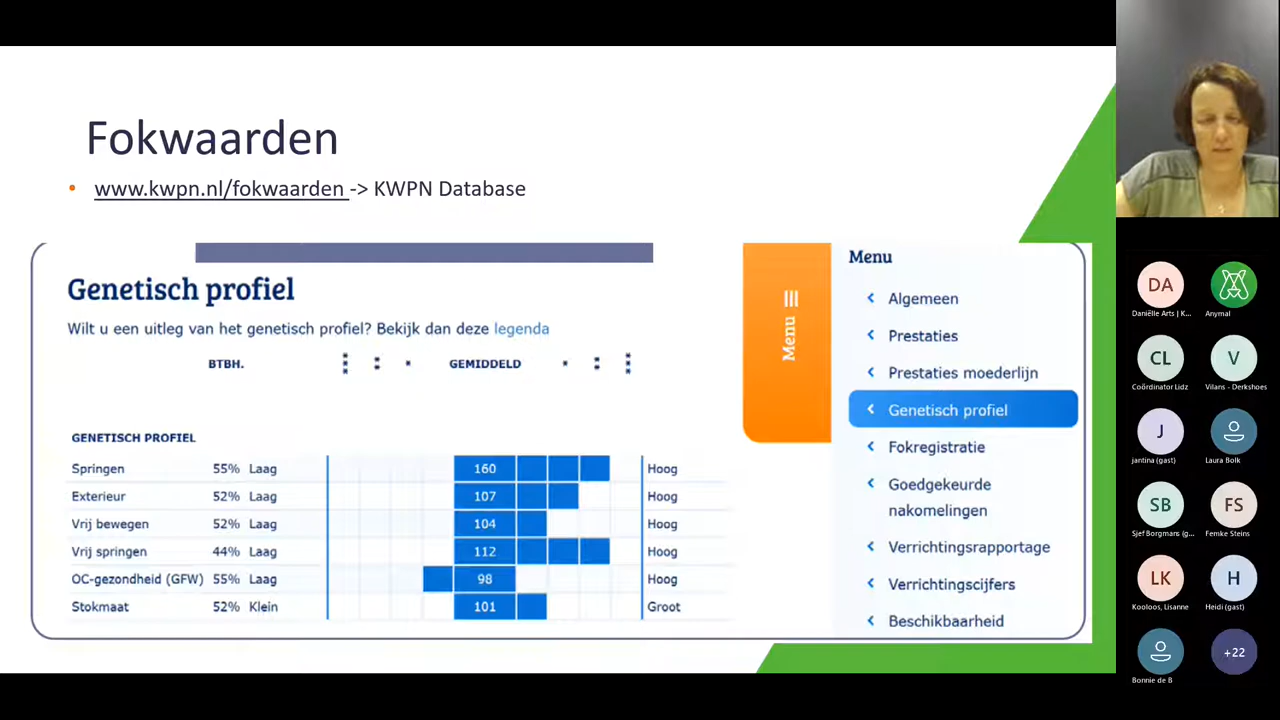 Fokwaarden
• www.kwpn.nl/fokwaarden -> KWPN Database
Genetisch profiel
Wilt u een uitleg van het genetisch profiel? Bekijk dan deze legenda
BTBH. GEMIDDELD
GENETISCH PROFIEL
Springen 55% Laag 160 Hoog
Exterieur 52% Laag 107 Hoog
Vrij bewegen 52% Laag 104 Hoog
Vrij springen 44% Laag 112 Hoog
OC-gezondheid (GFW) 55% Laag 98 Hoog
Stokmaat 52% Klein 101 Groot
Menu
Menu
Algemeen
Prestaties
Prestaties moederlijn
Genetisch profiel
Fokregistratie
Goedgekeurde
nakomelingen
Verrichtingsrapportage
Verrichtingscijfers
Beschikbaarheid
DA
Daniëlle Arts | K...
Anymal
CL
Coördinator Lidz
V
Vilans - Derkshoes
J
jantina (gast)
Laura Bolk
SB
Sjef Borgmars (g...
FS
Femke Steins
LK
Kooloos, Lisanne
H
Heidi (gast)
Bonnie de B
+22